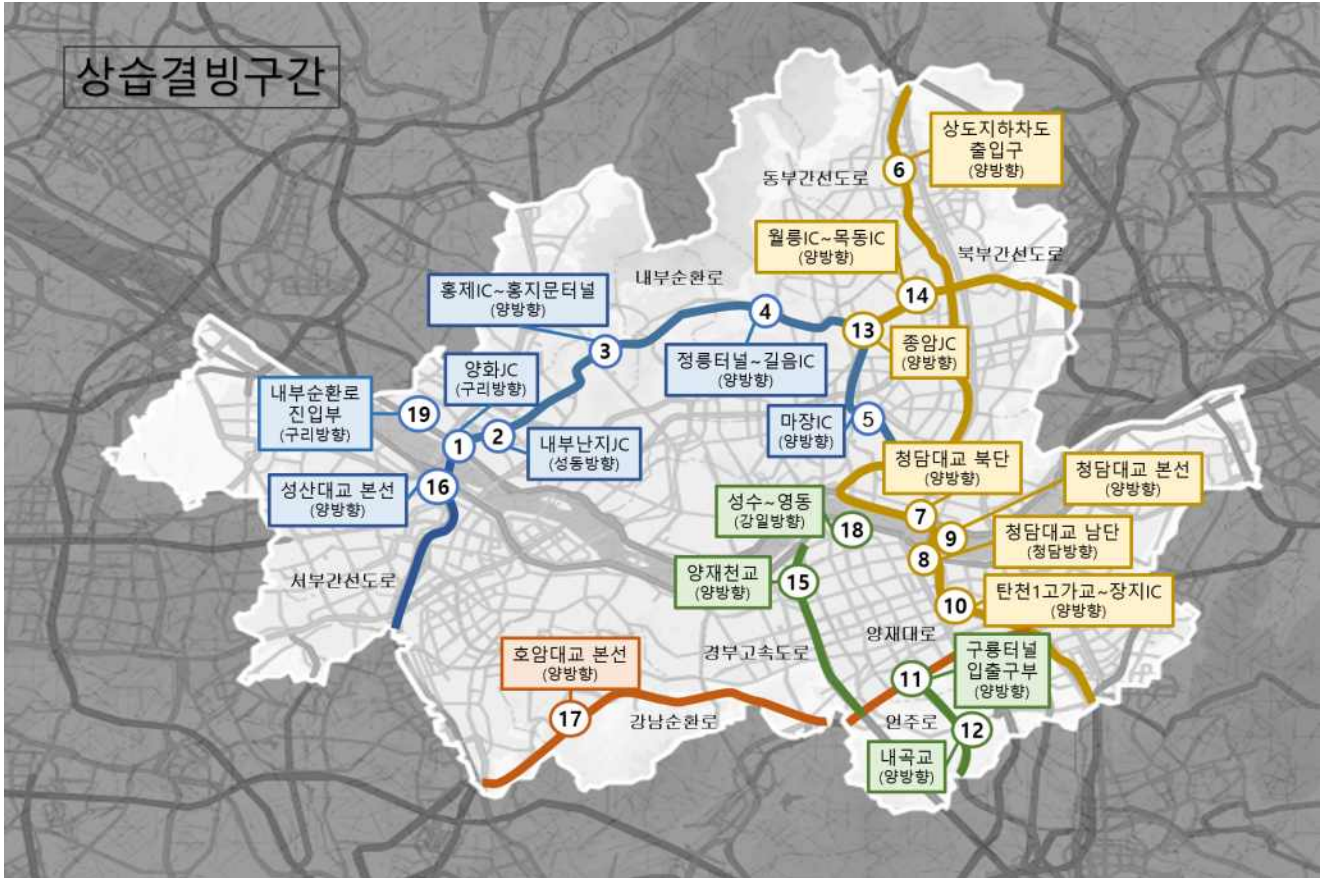 상습결빙구간
상도지하차도
출입구
(양방향)
6
동부간선도로
월릉IC~목동IC
(양방향)
북부간선도로
내부순환로
홍제IC~홍지문터널
(양방향)
14
4
13
3
종암JC
(양방향)
정릉터널~길음IC
(양방향)
양화JC
(구리방향)
내부순환로
진입부
(구리방향)
19
마장IC
(양방향)
5
1
2
내부난지JC
(성동방향)
청담대교 북단
(양방향)
청담대교 본선
(양방향)
성산대교 본선
(양방향)
16
성수~영동
(강일방향)
18
7
9
8
청담대교 남단
(청담방향)
서부간선도로
양재천교
(양방향)
15
10
탄천1고가교~장지IC
(양방향)
양재대로
호암대교 본선
(양방향)
경부고속도로
구룡터널
입출구부
(양방향)
11
17
강남순환로
언주로
12
내곡교
(양방향)